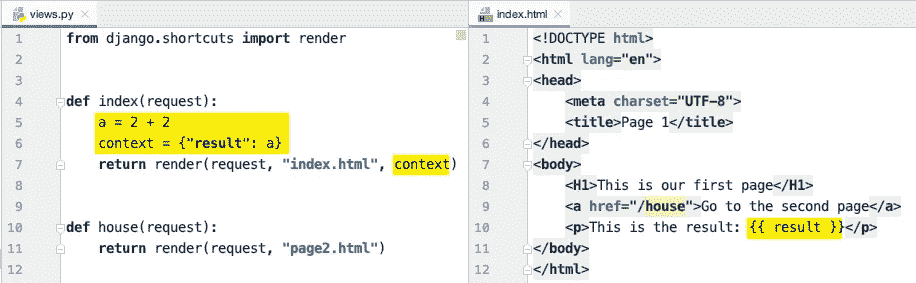 views.py
1 from django.shortcuts import render
2
3
4 def index(request):
5     a = 2 + 2
6     context = {"result": a}
7     return render(request, "index.html", context)
8
9
10 def house(request):
11     return render(request, "page2.html")
12
index.html
1 <!DOCTYPE html>
2 <html lang="en">
3 <head>
4     <meta charset="UTF-8">
5     <title>Page 1</title>
6 </head>
7 <body>
8     <H1>This is our first page</H1>
9     <a href="/house">Go to the second page</a>
10     <p>This is the result: {{ result }}</p>
11 </body>
12 </html>